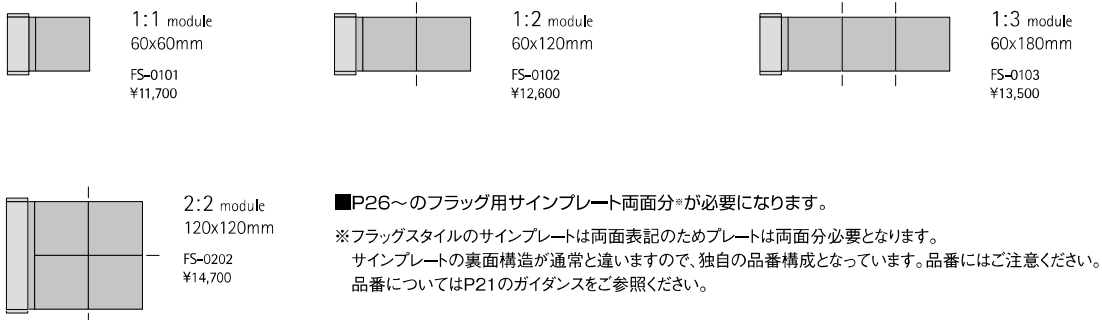 1:1 module
60x60mm
FS-0101
¥11,700
1:2 module
60x120mm
FS-0102
¥12,600
1:3 module
60x180mm
FS-0103
¥13,500
2:2 module
120x120mm
FS-0202
¥14,700
■P26～のフラッグ用サインプレート両面分※が必要になります。
※フラッグスタイルのサインプレートは両面表記のためプレートは両面分必要となります。
サインプレートの裏面構造が通常と違いますので、独自の品番構成となっています。品番にはご注意ください。
品番についてはP21のガイダンスをご参照ください。